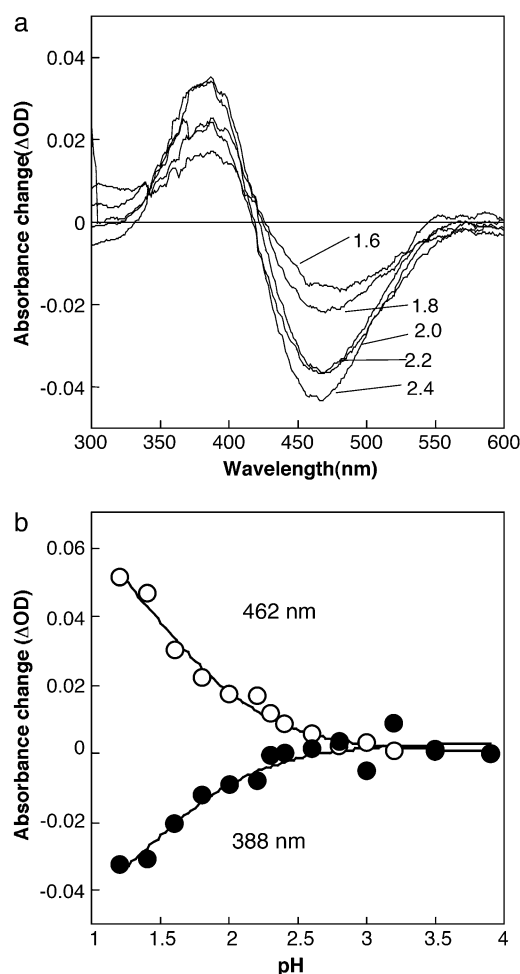 a
Absorbance change(ΔOD)
0.04
0.02
0
-0.02
-0.04
1.6
1.8
2.0
2.2
2.4
300 350 400 450 500 550 600
Wavelength(nm)
b
Absorbance change (ΔOD)
0.06
0.04
0.02
0
-0.02
-0.04
462 nm
388 nm
1 1.5 2 2.5 3 3.5 4
pH